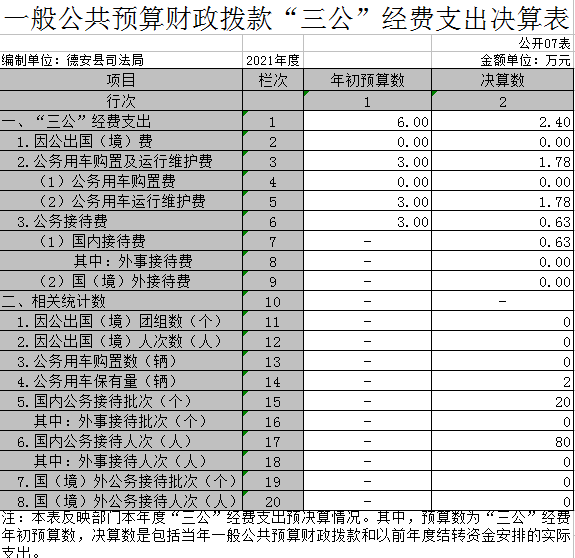 一般公共预算财政拨款“三公”经费支出决算表
公开07表
编制单位：德安县司法局 2021年度 金额单位：万元
项目 栏次 年初预算数 决算数
行次 1 2
一、“三公”经费支出 1 6.00 2.40
1.因公出国（境）费 2 0.00 0.00
2.公务用车购置及运行维护费 3 3.00 1.78
（1）公务用车购置费 4 0.00 0.00
（2）公务用车运行维护费 5 3.00 1.78
3.公务接待费 6 3.00 0.63
（1）国内接待费 7 - 0.63
其中：外事接待费 8 - 0.00
（2）国（境）外接待费 9 - 0.00
二、相关统计数 10 - -
1.因公出国（境）团组数（个） 11 - 0
2.因公出国（境）人次数（人） 12 - 0
3.公务用车购置数（辆） 13 - 0
4.公务用车保有量（辆） 14 - 2
5.国内公务接待批次（个） 15 - 20
其中：外事接待批次（个） 16 - 0
6.国内公务接待人次（人） 17 - 80
其中：外事接待人次（人） 18 - 0
7.国（境）外公务接待批次（个） 19 - 0
8.国（境）外公务接待人次（人） 20 - 0
注：本表反映部门本年度“三公”经费支出预决算情况。其中，预算数为“三公”经费
年初预算数，决算数是包括当年一般公共预算财政拨款和以前年度结转资金安排的实际
支出。